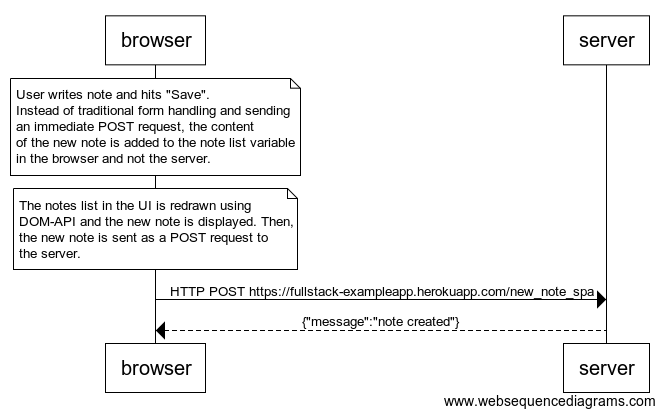 browser
server
User writes note and hits "Save".
Instead of traditional form handling and sending
an immediate POST request, the content
of the new note is added to the note list variable
in the browser and not the server.
The notes list in the UI is redrawn using
DOM-API and the new note is displayed. Then,
the new note is sent as a POST request to
the server.
HTTP POST https://fullstack-exampleapp.herokuapp.com/new_note_spa
{"message":"note created"}
browser
server
www.websequencediagrams.com